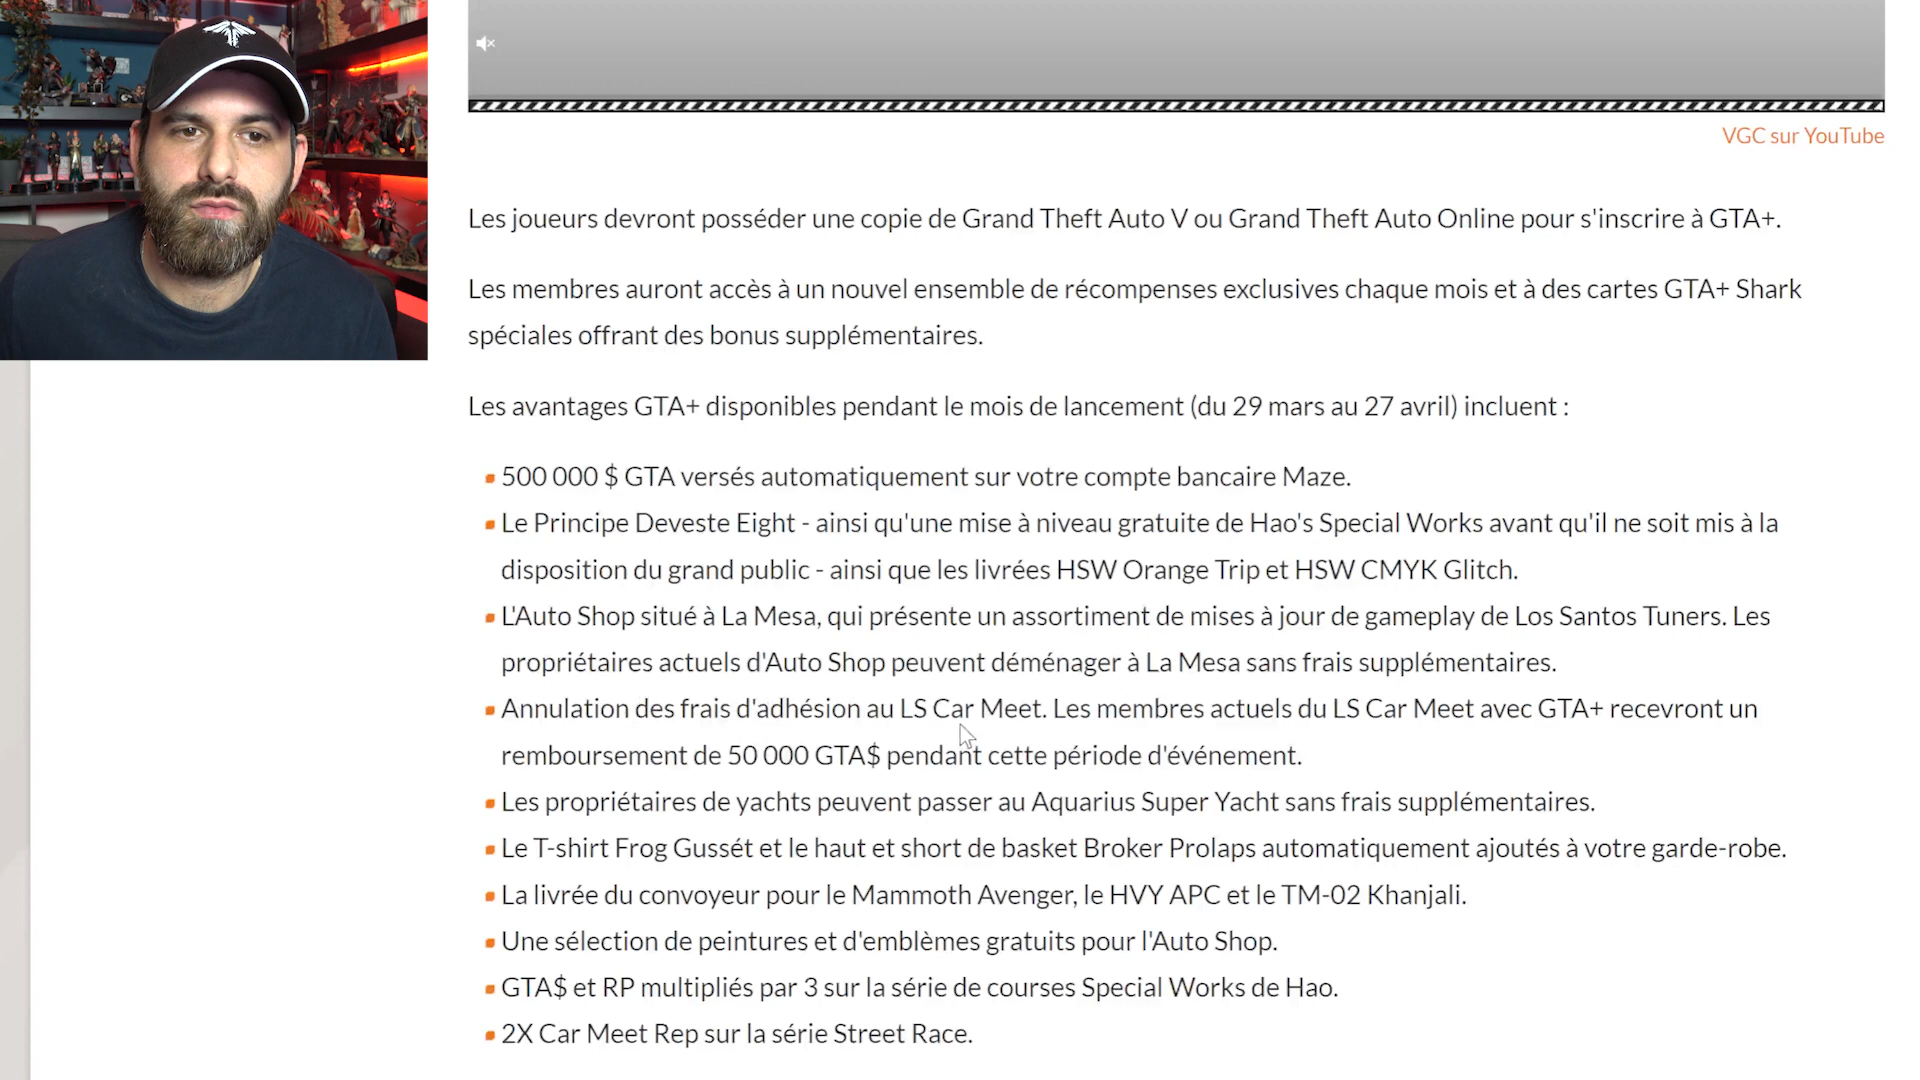 VGC sur YouTube
Les joueurs devront posséder une copie de Grand Theft Auto V ou Grand Theft Auto Online pour s'inscrire à GTA+.
Les membres auront accès à un nouvel ensemble de récompenses exclusives chaque mois et à des cartes GTA+ Shark
spéciales offrant des bonus supplémentaires.
Les avantages GTA+ disponibles pendant le mois de lancement (du 29 mars au 27 avril) incluent :
500 000 $ GTA versés automatiquement sur votre compte bancaire Maze.
Le Principe Deveste Eight - ainsi qu'une mise à niveau gratuite de Hao's Special Works avant qu'il ne soit mis à la
disposition du grand public - ainsi que les livrées HSW Orange Trip et HSW CMYK Glitch.
L'Auto Shop situé à La Mesa, qui présente un assortiment de mises à jour de gameplay de Los Santos Tuners. Les
propriétaires actuels d'Auto Shop peuvent déménager à La Mesa sans frais supplémentaires.
Annulation des frais d'adhésion au LS Car Meet. Les membres actuels du LS Car Meet avec GTA+ recevront un
remboursement de 50 000 GTA$ pendant cette période d'événement.
Les propriétaires de yachts peuvent passer au Aquarius Super Yacht sans frais supplémentaires.
Le T-shirt Frog Gussét et le haut et short de basket Broker Prolaps automatiquement ajoutés à votre garde-robe.
La livrée du convoyeur pour le Mammoth Avenger, le HVY APC et le TM-02 Khanjali.
Une sélection de peintures et d'emblèmes gratuits pour l'Auto Shop.
GTA$ et RP multipliés par 3 sur la série de courses Special Works de Hao.
2X Car Meet Rep sur la série Street Race.